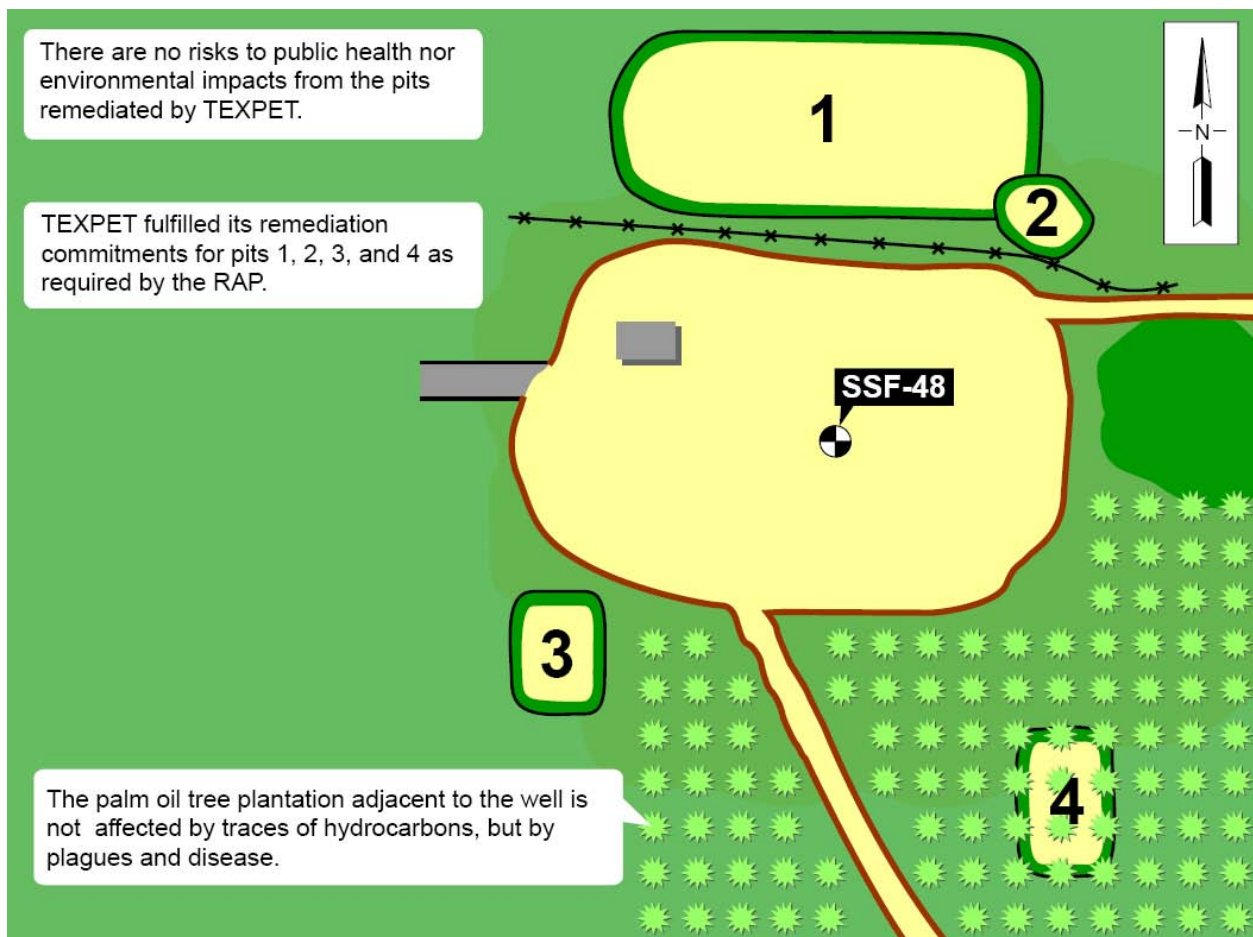 There are no risks to public health nor
environmental impacts from the pits
remediated by TEXPET.
1
N
2
TEXPET fulfilled its remediation
commitments for pits 1, 2, 3, and 4 as
required by the RAP.
SSF-48
3
4
The palm oil tree plantation adjacent to the well is
not affected by traces of hydrocarbons, but by
plagues and disease.